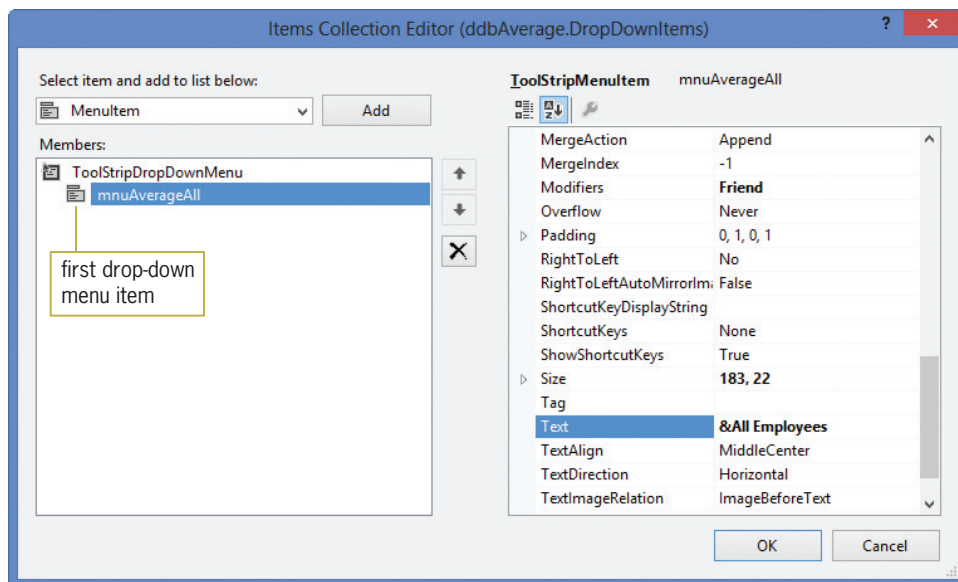 Items Collection Editor (ddbAverage.DropDownItems)
?
Select item and add to list below:
MenuItem
Add
Members:
ToolStripDropDownMenu
mnuAverageAll
first drop-down
menu item
ToolStripMenuItem mnuAverageAll
MergeAction Append
MergeIndex -1
Modifiers Friend
Overflow Never
Padding 0, 1, 0, 1
RightToLeft No
RightToLeftAutoMirrorIma False
ShortcutKeyDisplayString
ShortcutKeys None
ShowShortcutKeys True
Size 183, 22
Tag
Text &All Employees
TextAlign MiddleCenter
TextDirection Horizontal
TextImageRelation ImageBeforeText
OK
Cancel